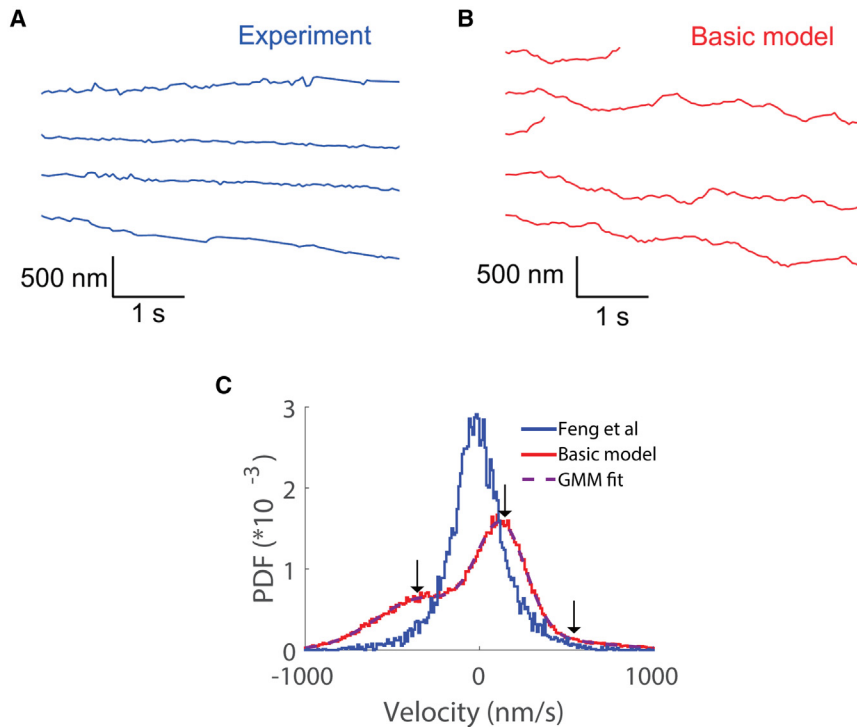 A
Experiment
500 nm
1 s
B
Basic model
500 nm
1 s
C
3
2
1
0
PDF (*10 -3)
Feng et al
Basic model
GMM fit
-1000
0
1000
Velocity (nm/s)